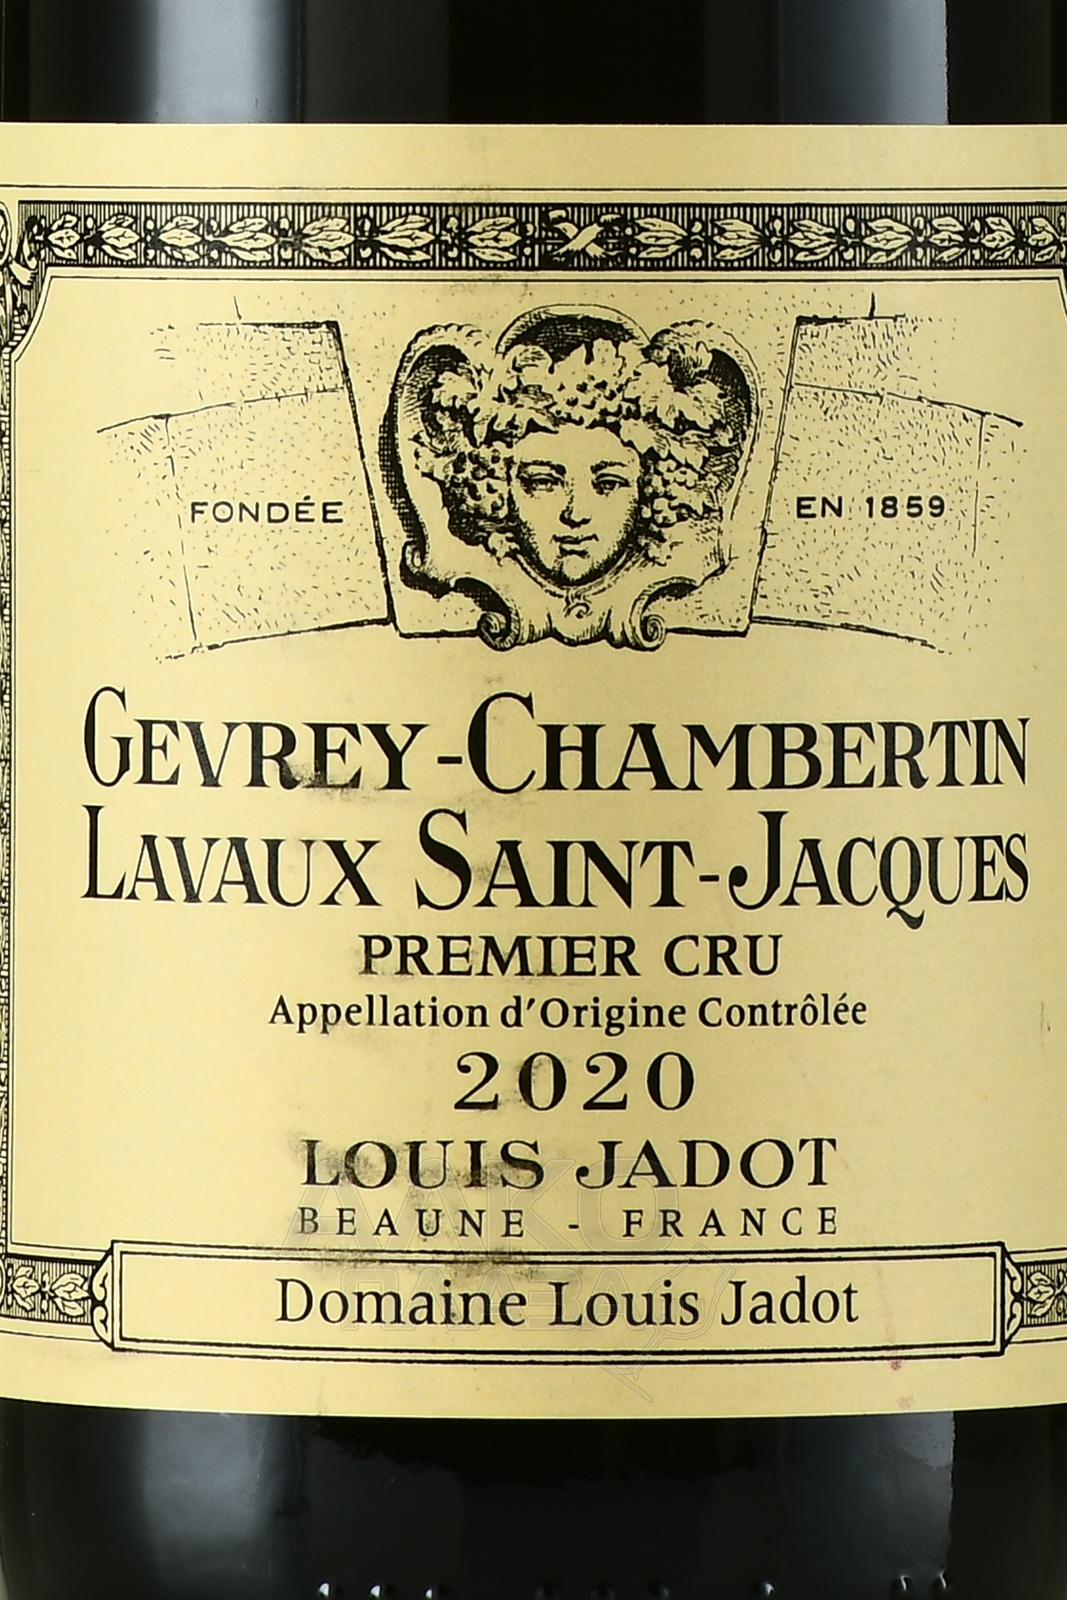 FONDÉE EN 1859
GEVREY-CHAMBERTIN
LAVAUX SAINT-JACQUES
PREMIER CRU
Appellation d'Origine Contrôlée
2020
LOUIS JADOT
BEAUNE - FRANCE
Domaine Louis Jadot